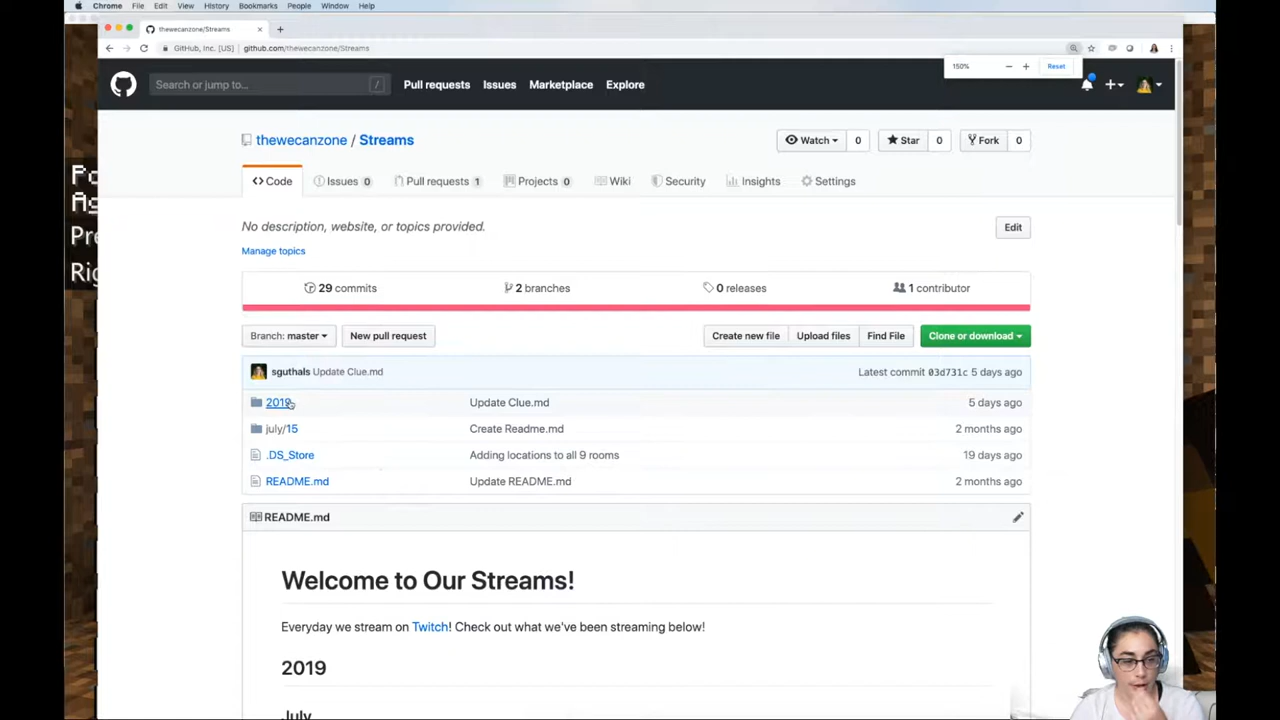 Chrome File Edit View History Bookmarks People Window Help
thewecanzone/Streams
GitHub, Inc. [US] github.com/thewecanzone/Streams
150% Reset
Search or jump to... / Pull requests Issues Marketplace Explore
thewecanzone / Streams Watch 0 Star 0 Fork 0
Code Issues 0 Pull requests 1 Projects 0 Wiki Security Insights Settings
No description, website, or topics provided. Edit
Manage topics
29 commits 2 branches 0 releases 1 contributor
Branch: master New pull request Create new file Upload files Find File Clone or download
sguthals Update Clue.md Latest commit 03d731c 5 days ago
2019 Update Clue.md 5 days ago
july/15 Create Readme.md 2 months ago
.DS_Store Adding locations to all 9 rooms 19 days ago
README.md Update README.md 2 months ago
README.md
Welcome to Our Streams!
Everyday we stream on Twitch! Check out what we've been streaming below!
2019
July